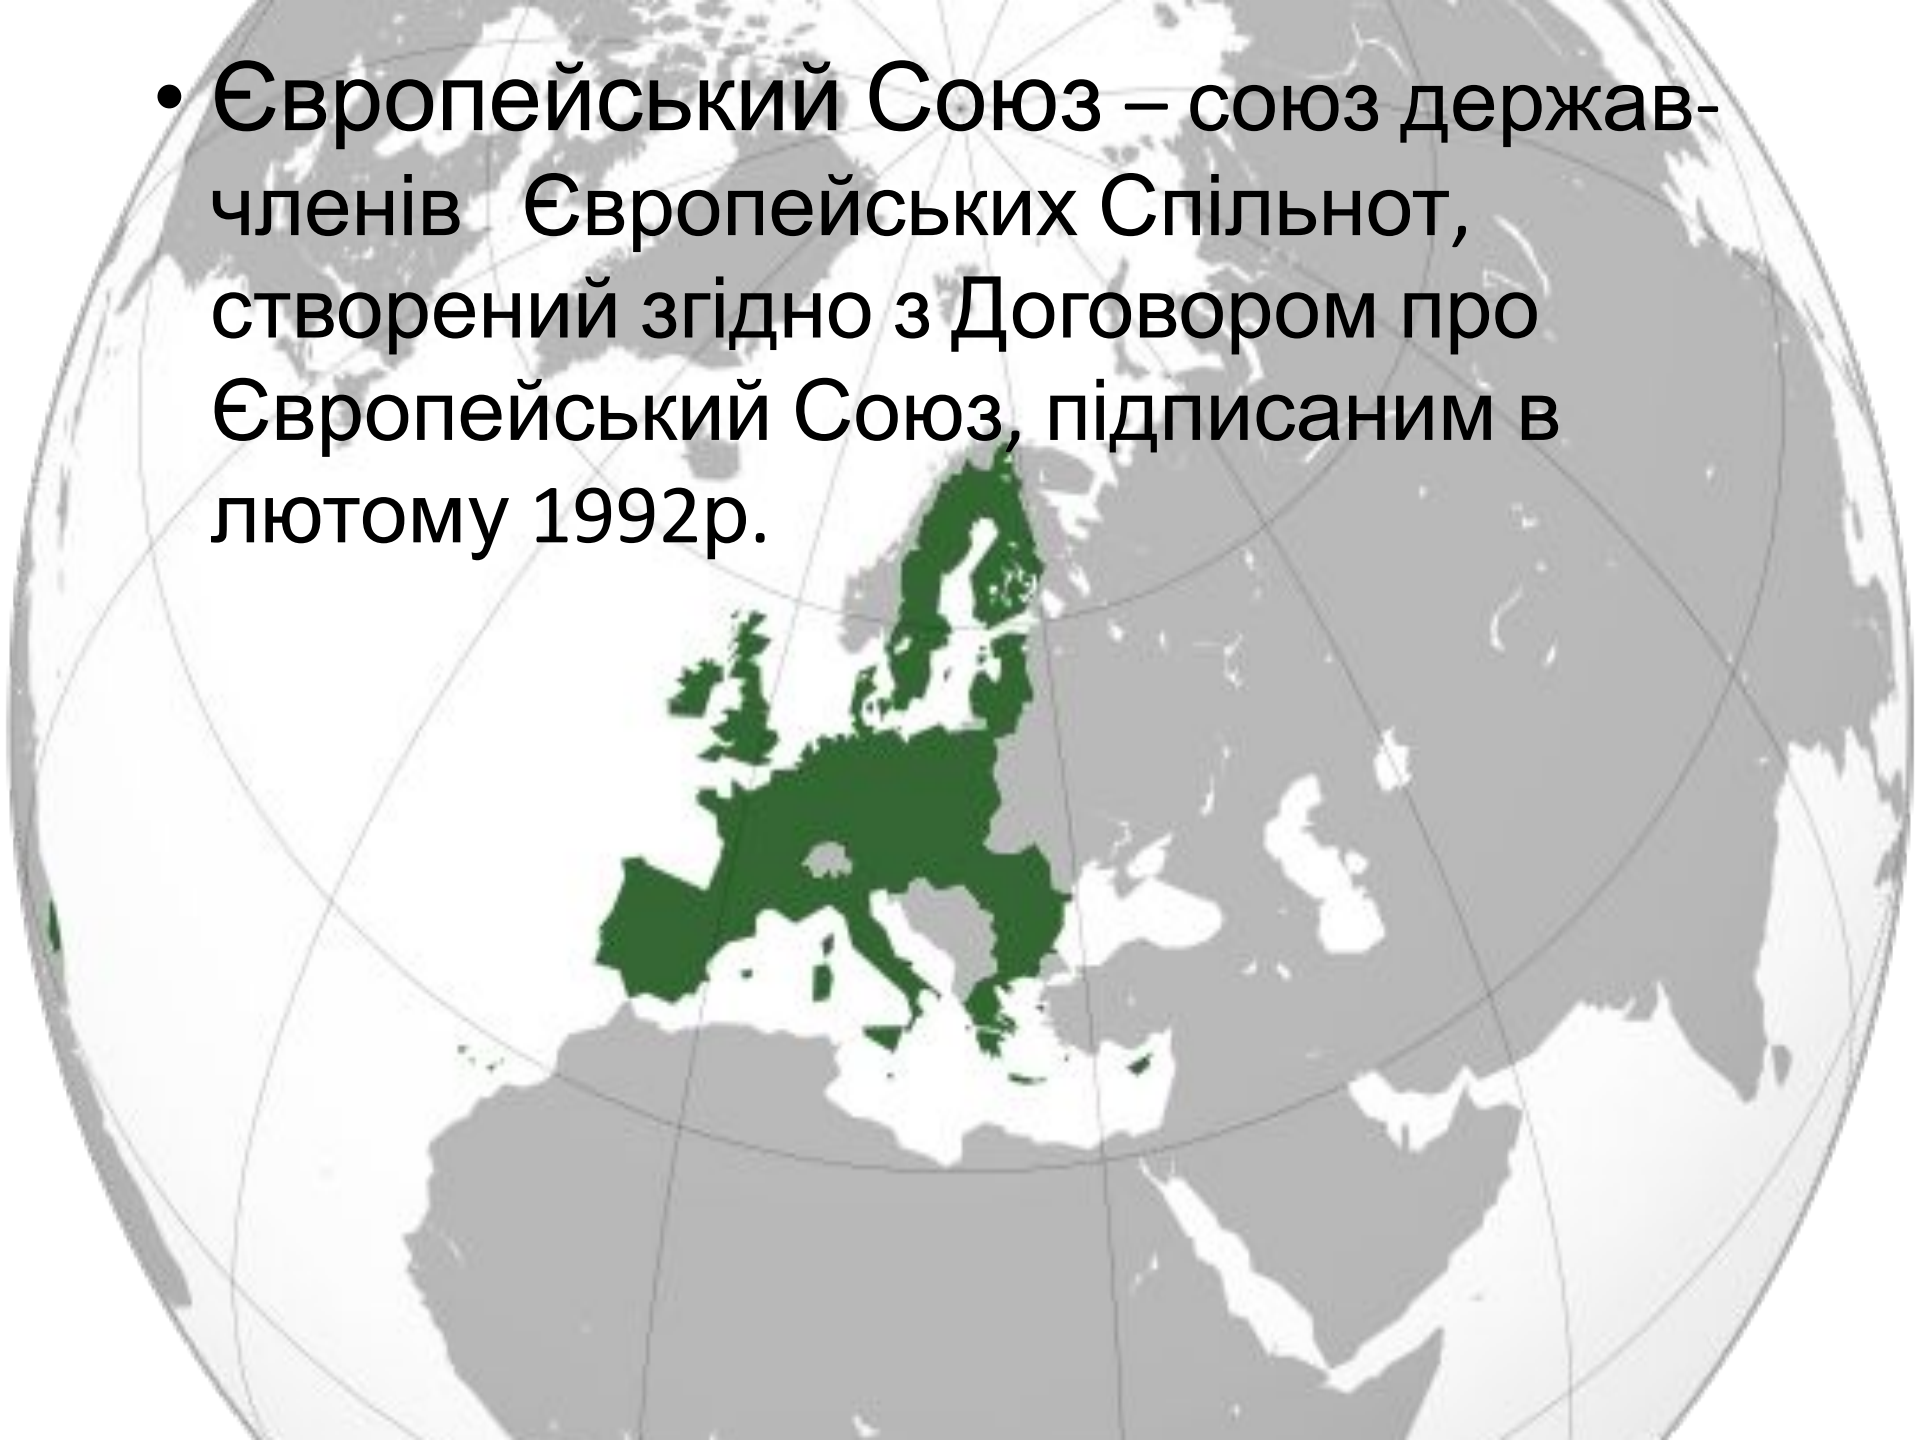 • Європейський Союз – союз держав-
членів Європейських Спільнот,
створений згідно з Договором про
Європейський Союз, підписаним в
лютому 1992р.